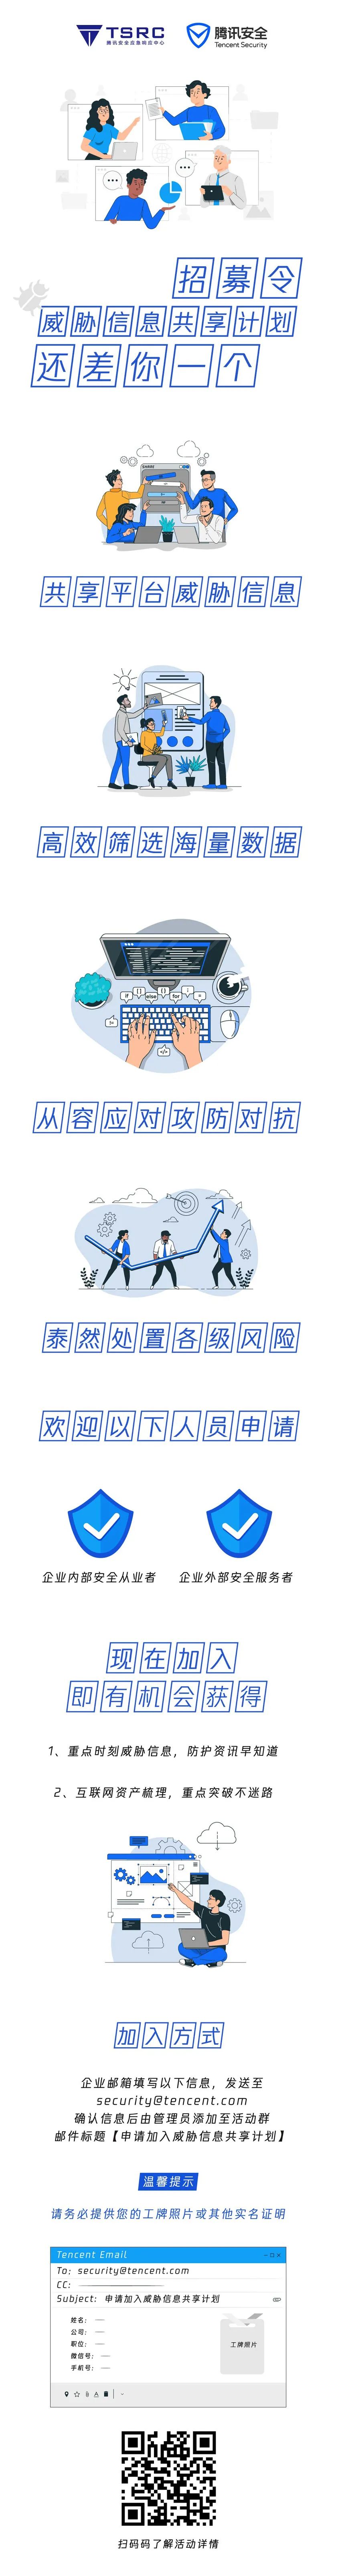 TSRC
腾讯安全应急响应中心
腾讯安全
Tencent Security
招募令
威胁信息共享计划
还差你一个
SHARE
共享平台威胁信息
高效筛选海量数据
if
{ }
else
{ }
for
;
</>
从容应对攻防对抗
泰然处置各级风险
欢迎以下人员申请
企业内部安全从业者
企业外部安全服务者
现在加入
即有机会获得
1、重点时刻威胁信息，防护资讯早知道
2、互联网资产梳理，重点突破不迷路
加入方式
企业邮箱填写以下信息，发送至
security@tencent.com
确认信息后由管理员添加至活动群
邮件标题【申请加入威胁信息共享计划】
温馨提示
请务必提供您的工牌照片或其他实名证明
Tencent Email
To: security@tencent.com
CC:
Subject: 申请加入威胁信息共享计划
姓名：
公司：
职位：
微信号：
手机号：
工牌照片
扫码码了解活动详情